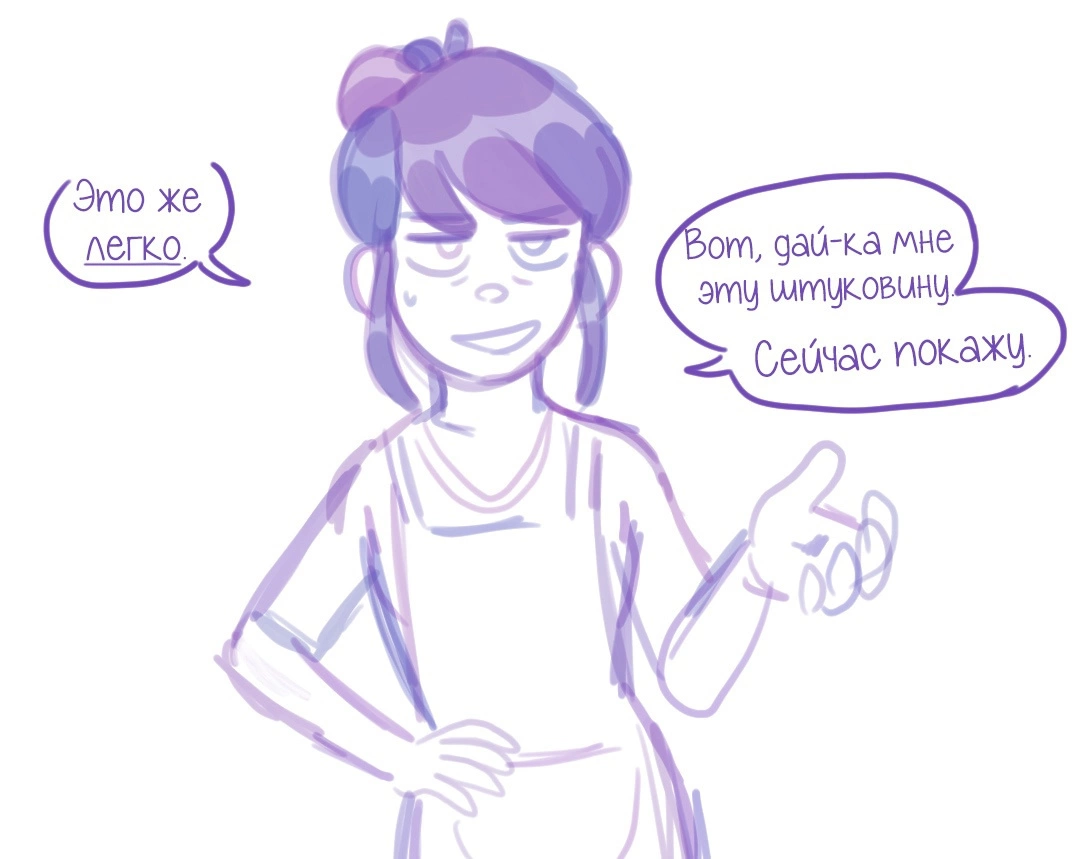 Это же
легко.
Вот, дай-ка мне
эту штуковину.
Сейчас покажу.